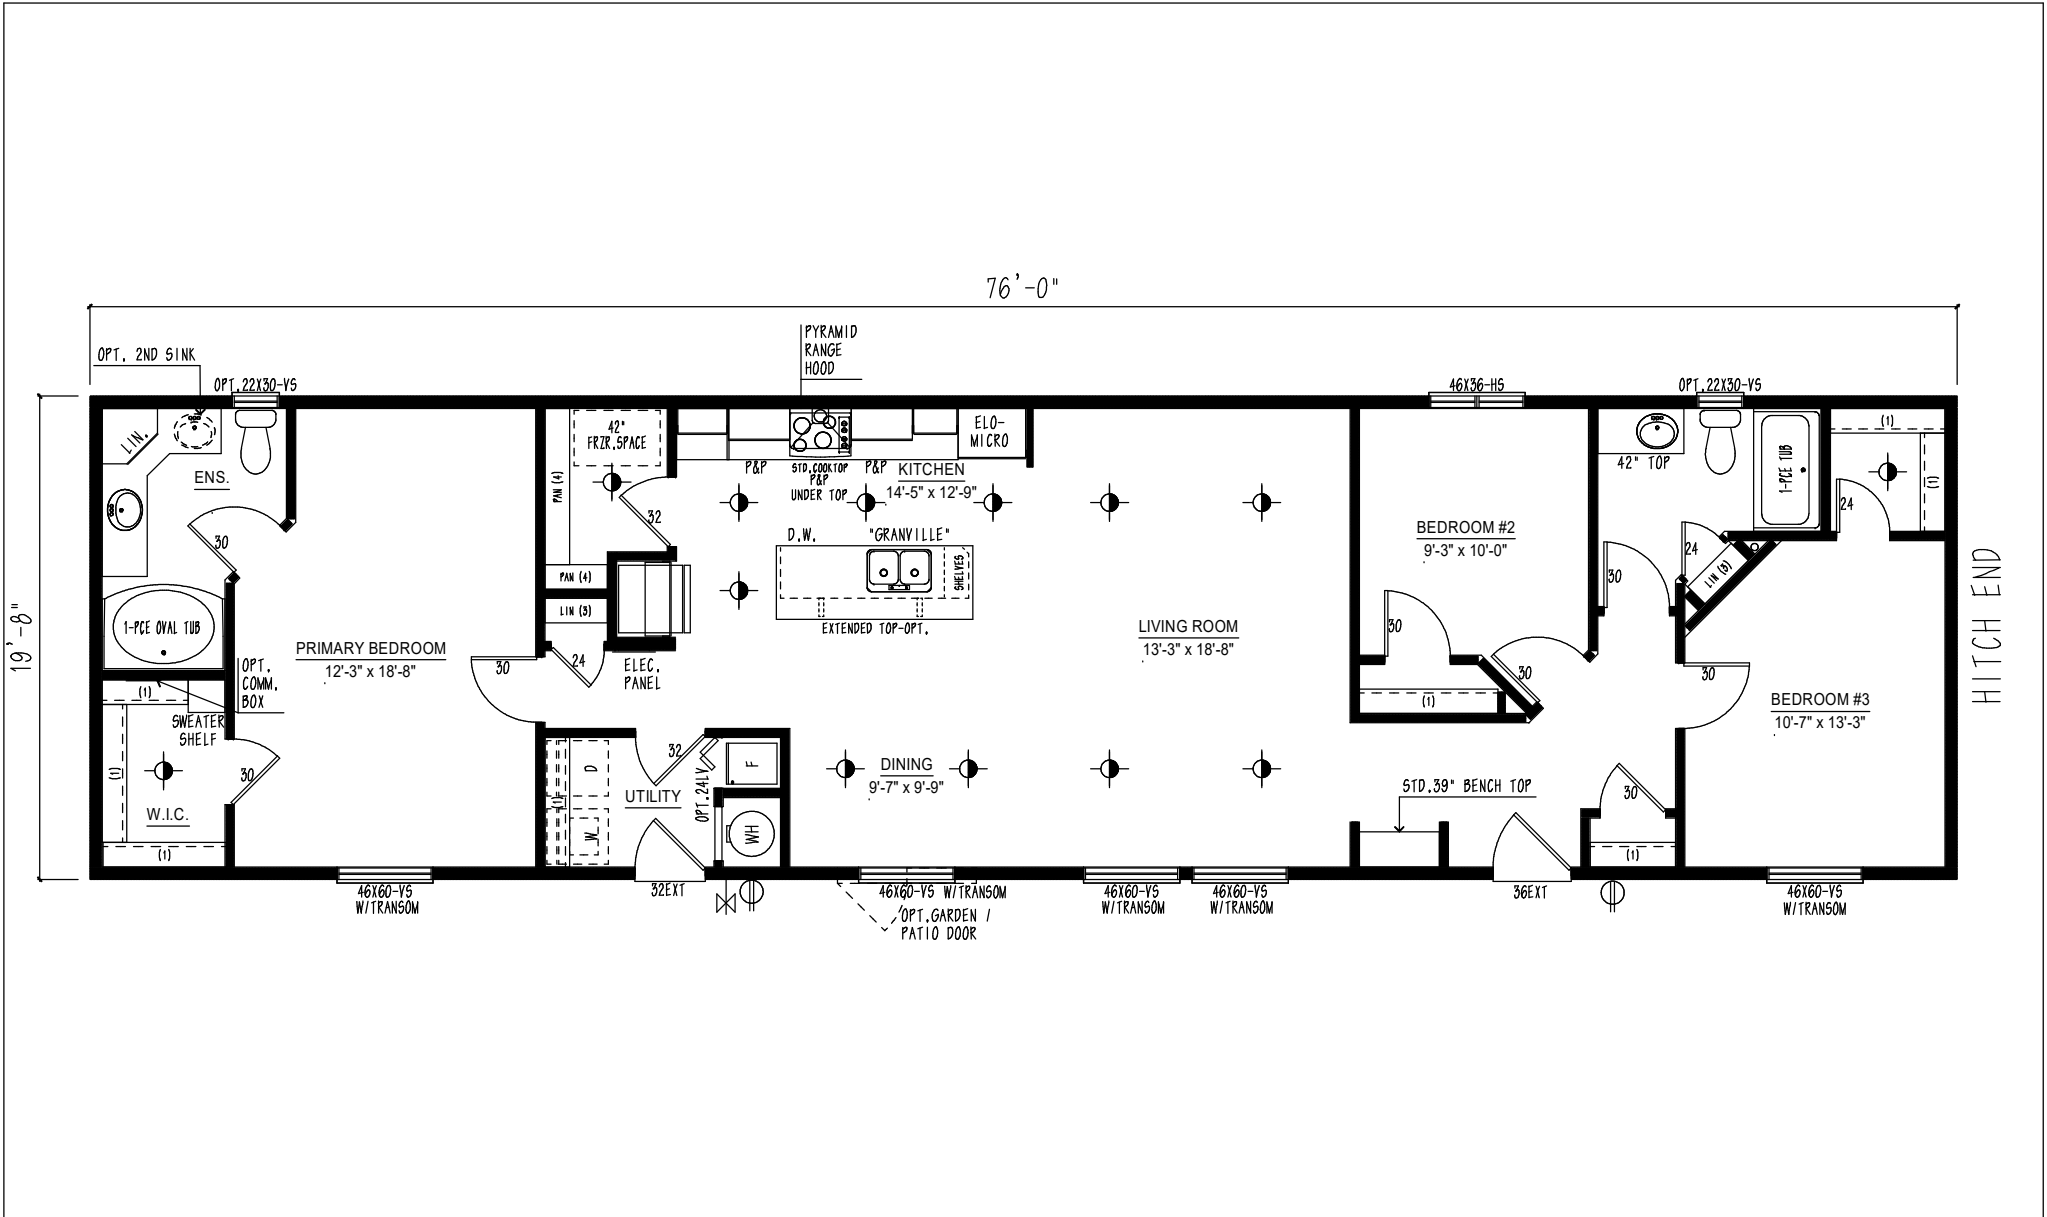 76'-0"
PYRAMID
RANGE
HOOD
OPT. 2ND SINK
OPT.22X30-VS
46X36-HS
OPT.22X30-VS
19'-8"
HITCH END
LIN.
ENS.
30
1-PCE OVAL TUB
OPT.
COMM.
BOX
(1)
SWEATER
SHELF
(1)
30
W.I.C.
(1)
PRIMARY BEDROOM
12'-3" x 18'-8"
30
42"
FRZR.SPACE
PAN (4)
32
PAN (4)
LIN (3)
24
ELEC.
PANEL
ELO-
MICRO
P&P
STD.COOKTOP
P&P
UNDER TOP
P&P
KITCHEN
14'-5" x 12'-9"
D.W.
"GRANVILLE"
SHELVES
EXTENDED TOP-OPT.
LIVING ROOM
13'-3" x 18'-8"
DINING
9'-7" x 9'-9"
D
(1)
W
UTILITY
32
OPT.24LV
F
WH
BEDROOM #2
9'-3" x 10'-0"
30
(1)
30
42" TOP
1-PCE TUB
30
24
LIN (3)
(1)
(1)
24
30
BEDROOM #3
10'-7" x 13'-3"
STD.39" BENCH TOP
30
(1)
46X60-VS
W/TRANSOM
32EXT
46X60-VS W/TRANSOM
OPT.GARDEN /
PATIO DOOR
46X60-VS
W/TRANSOM
46X60-VS
W/TRANSOM
36EXT
46X60-VS
W/TRANSOM